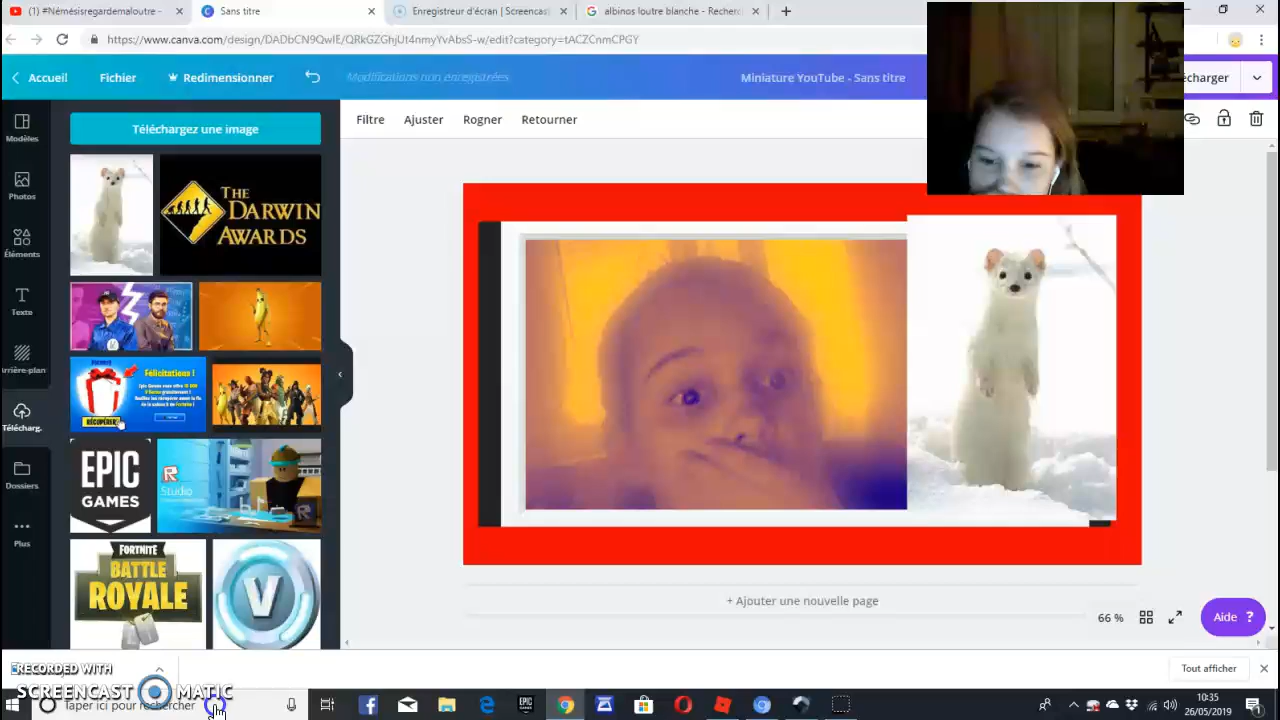 (1) #Némésisregardemaloutre -
Sans titre
Enregistreur d'écran | Screencast
albinos loutre blanche - Recherc
https://www.canva.com/design/DADbCN9QwIE/QRkGZGhjUt4nmyYvAbsS-w/edit?category=tACZCnmCPGY
Accueil
Fichier
Redimensionner
Modifications non enregistrées
Miniature YouTube - Sans titre
écharger
Téléchargez une image
Filtre
Ajuster
Rogner
Retourner
Modèles
Photos
Éléments
Texte
Arrière-plan
Télécharg.
Dossiers
Plus
THE
DARWIN
AWARDS
Félicitations !
RÉCUPÉRER
EPIC
GAMES
Studio
FORTNITE
BATTLE
ROYALE
V
+ Ajouter une nouvelle page
66 %
Aide ?
Tout afficher
RECORDED WITH
SCREENCAST MATIC
Taper ici pour rechercher
EPIC
GAMES
10:35
26/05/2019